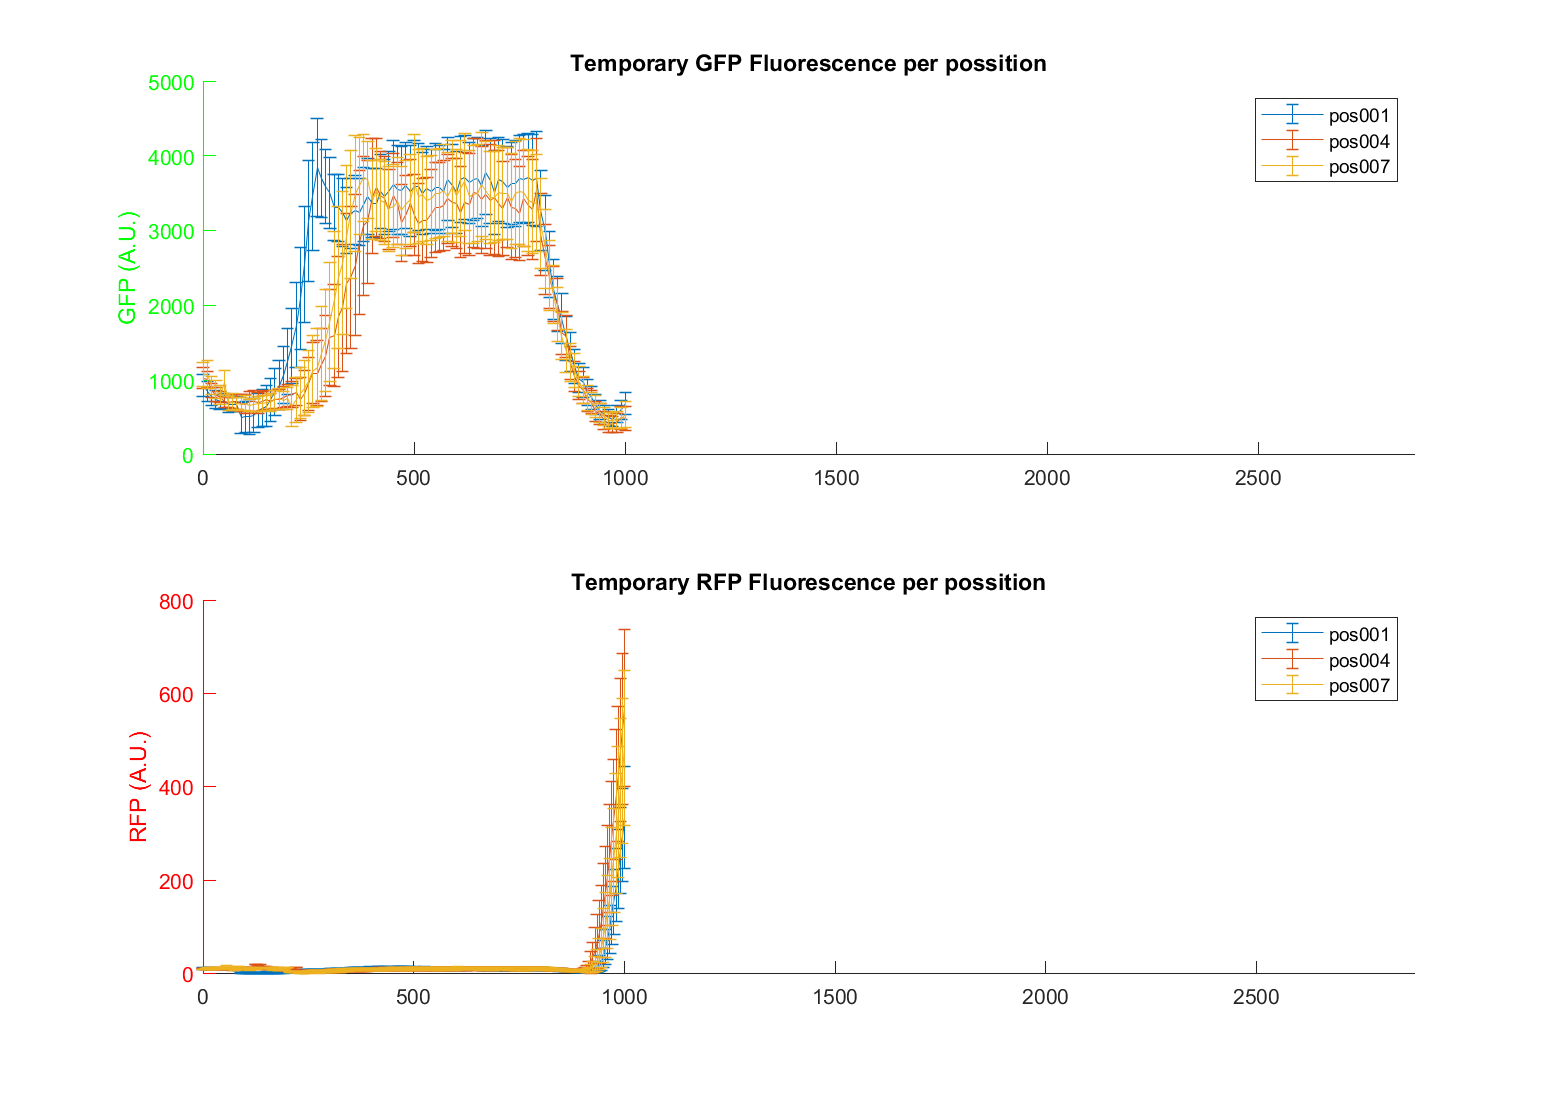 Temporary GFP Fluorescence per possition
GFP (A.U.)
5000
4000
3000
2000
1000
0
0 500 1000 1500 2000 2500
pos001
pos004
pos007
Temporary RFP Fluorescence per possition
RFP (A.U.)
800
600
400
200
0
0 500 1000 1500 2000 2500
pos001
pos004
pos007